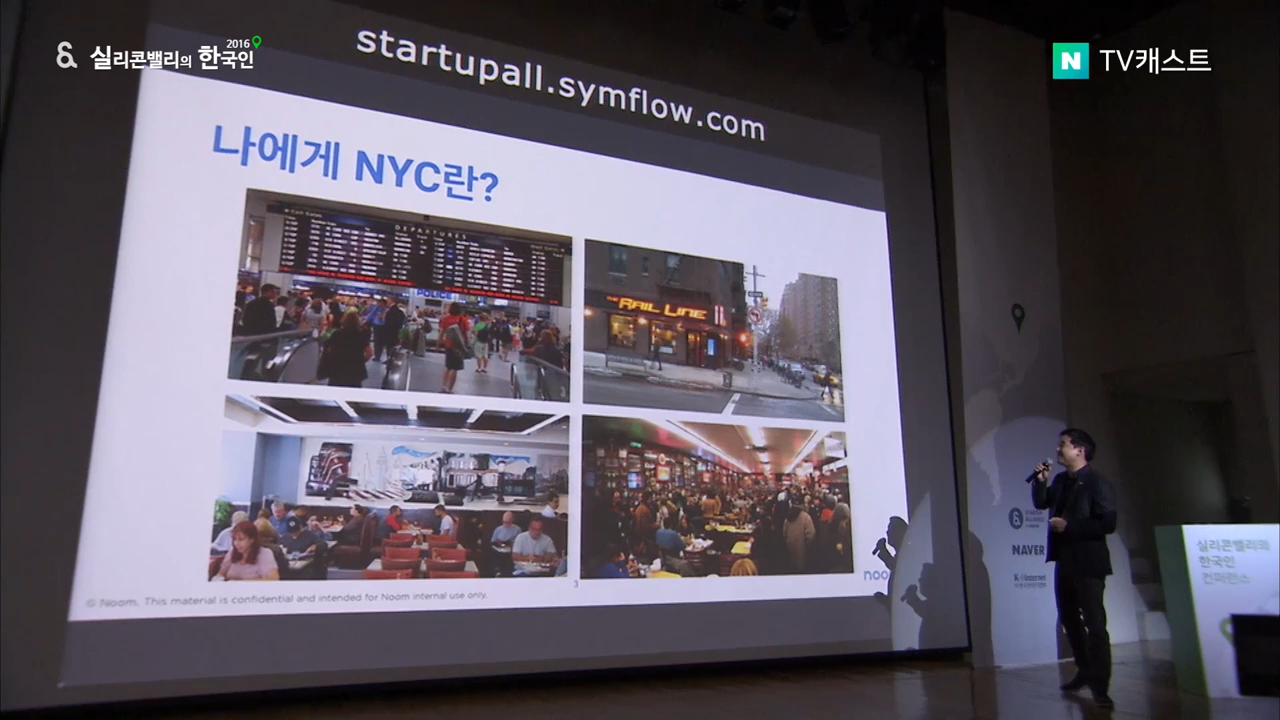 실리콘밸리의 한국인
2016
N TV캐스트
startupall.symflow.com
나에게 NYC란?
DEPARTURES
POLICE
THE RAIL LINE
noo
3
© Noom. This material is confidential and intended for Noom internal use only.
NAVER
실리콘밸리의
한국인
컨퍼런스